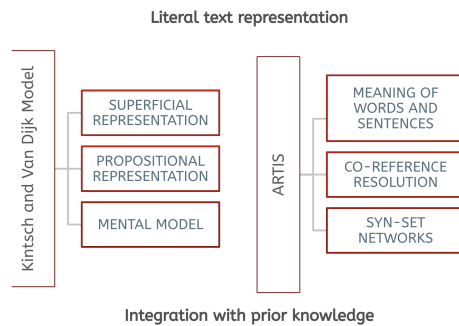 Literal text representation
Kintsch and Van Dijk Model
SUPERFICIAL
REPRESENTATION
PROPOSITIONAL
REPRESENTATION
MENTAL MODEL
ARTIS
MEANING OF
WORDS AND
SENTENCES
CO-REFERENCE
RESOLUTION
SYN-SET
NETWORKS
Integration with prior knowledge